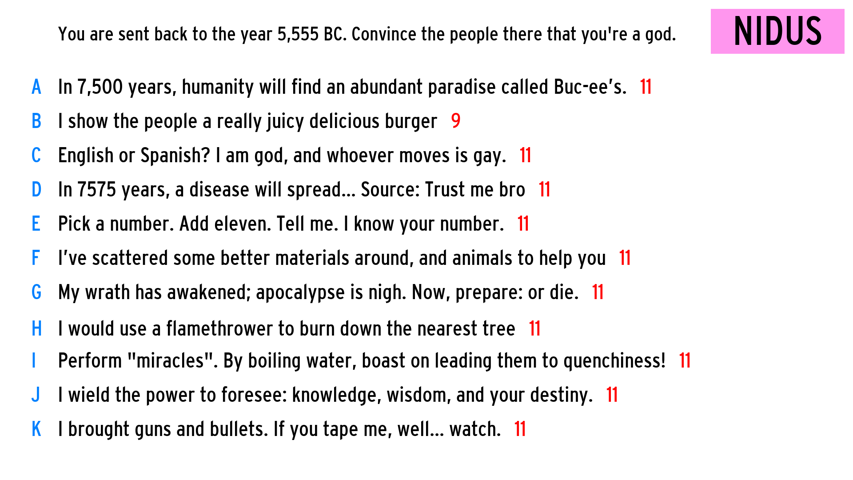 You are sent back to the year 5,555 BC. Convince the people there that you're a god.
NIDUS
A In 7,500 years, humanity will find an abundant paradise called Buc-ee’s. 11
B I show the people a really juicy delicious burger 9
C English or Spanish? I am god, and whoever moves is gay. 11
D In 7575 years, a disease will spread... Source: Trust me bro 11
E Pick a number. Add eleven. Tell me. I know your number. 11
F I’ve scattered some better materials around, and animals to help you 11
G My wrath has awakened; apocalypse is nigh. Now, prepare: or die. 11
H I would use a flamethrower to burn down the nearest tree 11
I Perform "miracles". By boiling water, boast on leading them to quenchiness! 11
J I wield the power to foresee: knowledge, wisdom, and your destiny. 11
K I brought guns and bullets. If you tape me, well... watch. 11